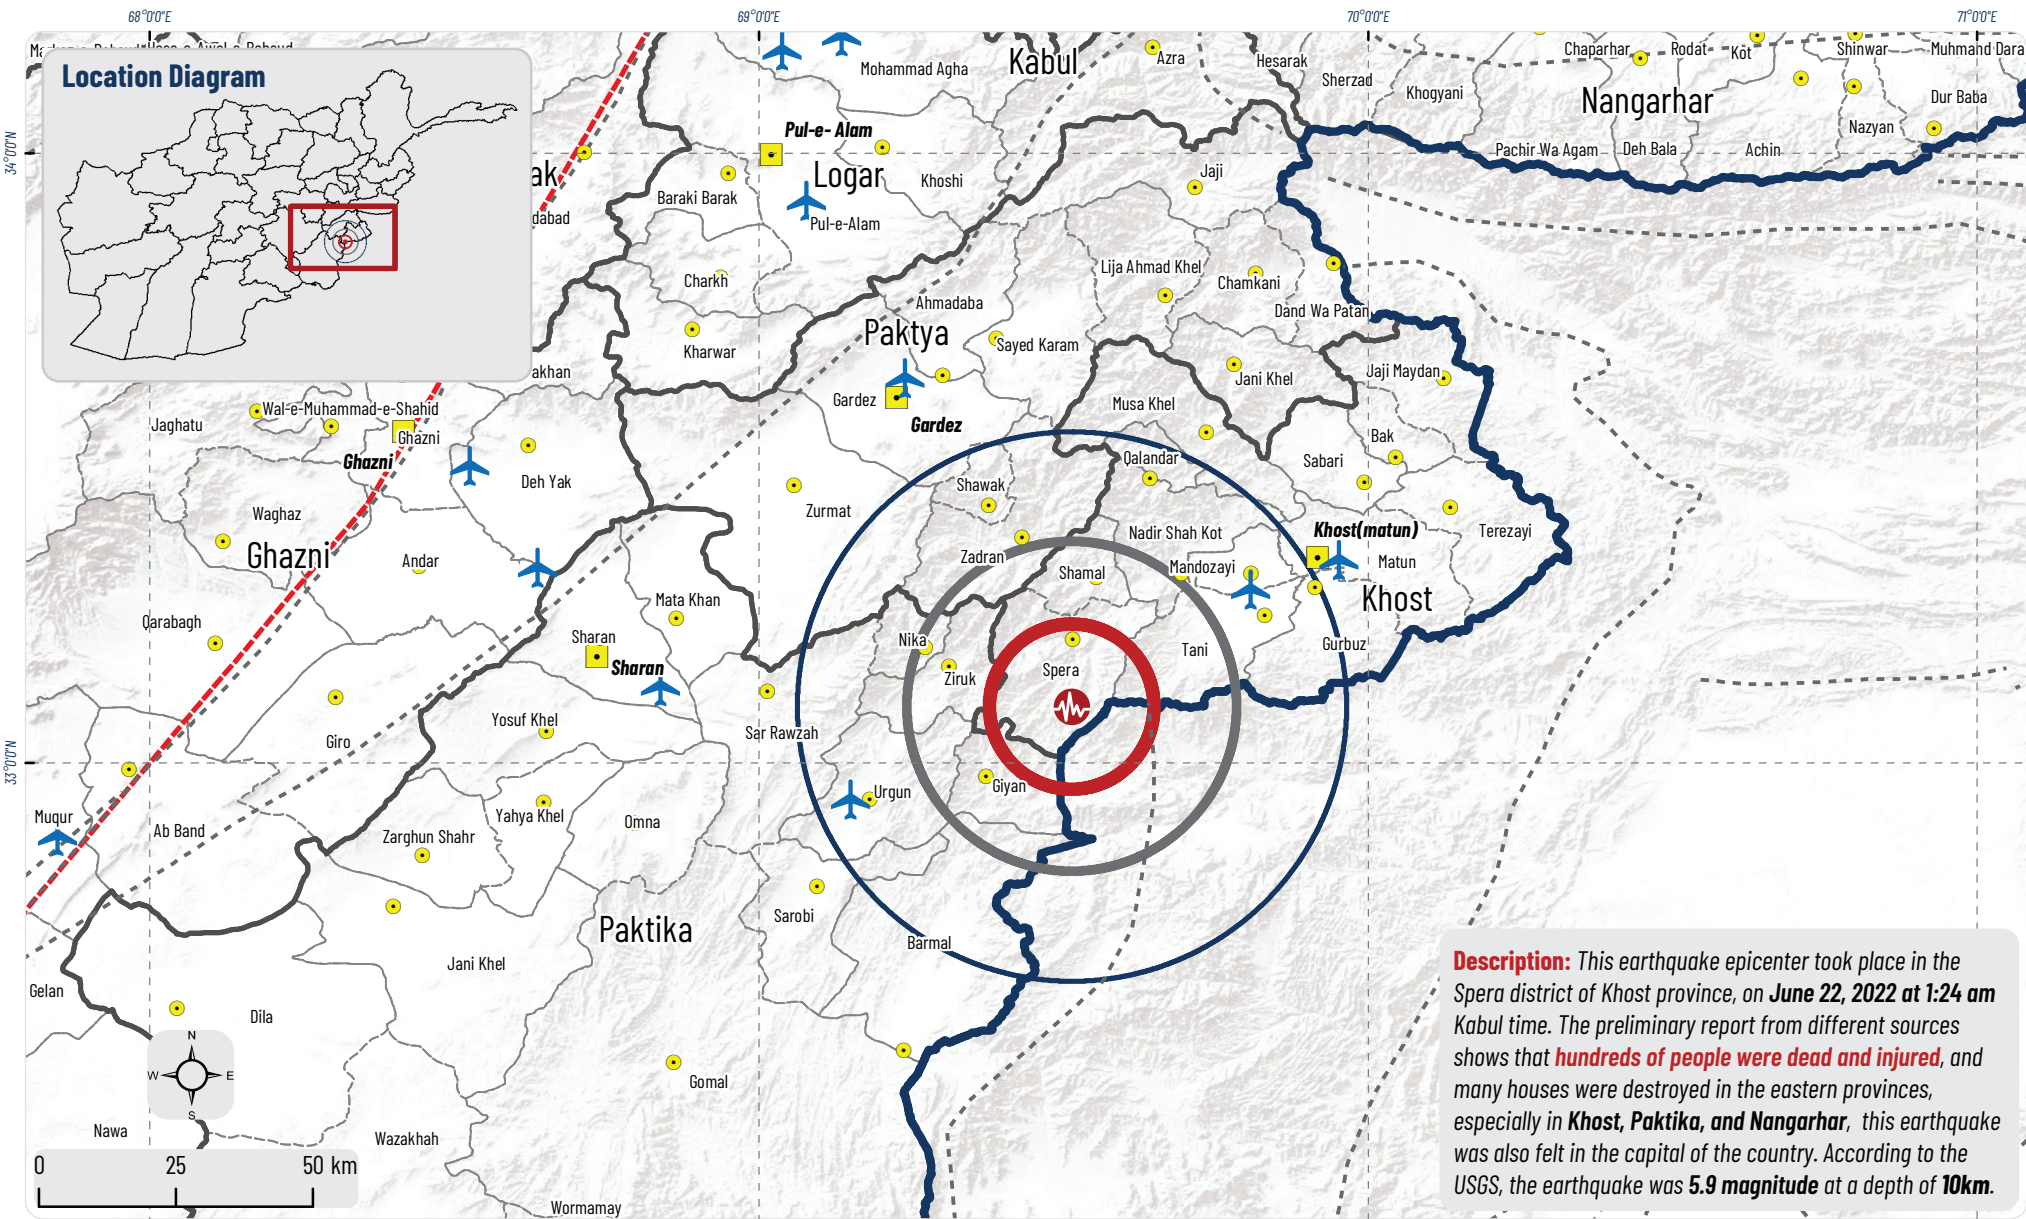 68°0'0"E
69°0'0"E
70°0'0"E
71°0'0"E
34°0'0"N
33°0'0"N
Location Diagram
Kabul
Mohammad Agha
Azra
Hesarak
Sherzad
Khogyani
Chaparhar
Rodat
Kot
Shinwar
Muhmand Dara
Nangarhar
Dur Baba
Nazyan
Pachir Wa Agam
Deh Bala
Achin
Pul-e- Alam
Logar
Khoshi
Baraki Barak
Pul-e-Alam
Jaji
ak
dabad
Charkh
Kharwar
Ahmadaba
Paktya
Sayed Karam
Lija Ahmad Khel
Chamkani
Dand Wa Patan
Jani Khel
Jaji Maydan
akhan
Gardez
Gardez
Musa Khel
Bak
Sabari
Qalandar
Jaghatu
Wal-e-Muhammad-e-Shahid
Ghazni
Ghazni
Deh Yak
Waghaz
Ghazni
Andar
Zurmat
Shawak
Zadran
Nadir Shah Kot
Shamal
Mandozayi
Khost(matun)
Matun
Terezayi
Khost
Gurbuz
Tani
Qarabagh
Mata Khan
Sharan
Sharan
Nika
Ziruk
Spera
Yosuf Khel
Giro
Sar Rawzah
Urgun
Giyan
Muqur
Ab Band
Zarghun Shahr
Yahya Khel
Omna
Sarobi
Barmal
Paktika
Jani Khel
Gelan
Dila
Gomal
Nawa
Wazakhah
Wormamay
N
W E
S
0 25 50 km
Description: This earthquake epicenter took place in the
Spera district of Khost province, on June 22, 2022 at 1:24 am
Kabul time. The preliminary report from different sources
shows that hundreds of people were dead and injured, and
many houses were destroyed in the eastern provinces,
especially in Khost, Paktika, and Nangarhar, this earthquake
was also felt in the capital of the country. According to the
USGS, the earthquake was 5.9 magnitude at a depth of 10km.